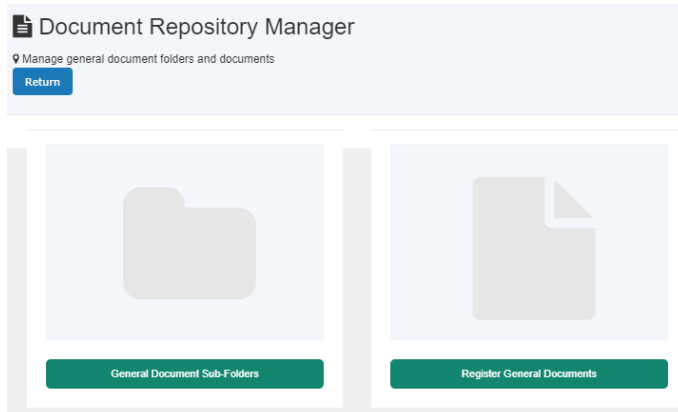 Document Repository Manager
Manage general document folders and documents
Return
General Document Sub-Folders
Register General Documents